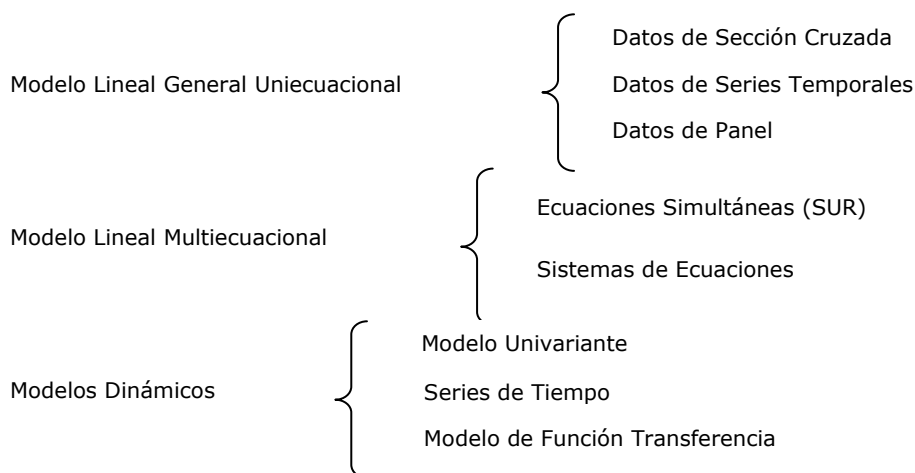 Modelo Lineal General Uniecuacional
Datos de Sección Cruzada
Datos de Series Temporales
Datos de Panel
Modelo Lineal Multiecuacional
Ecuaciones Simultáneas (SUR)
Sistemas de Ecuaciones
Modelos Dinámicos
Modelo Univariante
Series de Tiempo
Modelo de Función Transferencia